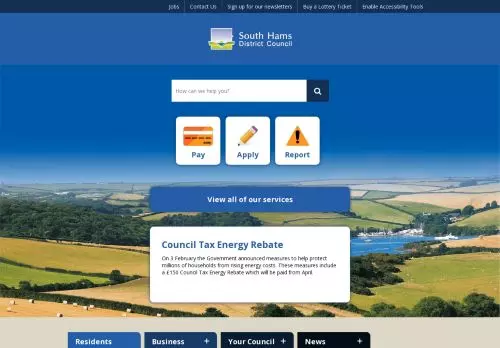 Jobs Contact Us Sign up for our newsletters Buy a Lottery Ticket Enable Accessibility Tools
South Hams
District Council
How can we help you?
Pay Apply Report
View all of our services
Council Tax Energy Rebate
On 3 February the Government announced measures to help protect
millions of households from rising energy costs. These measures include
a £150 Council Tax Energy Rebate which will be paid from April.
Residents Business + Your Council + News +